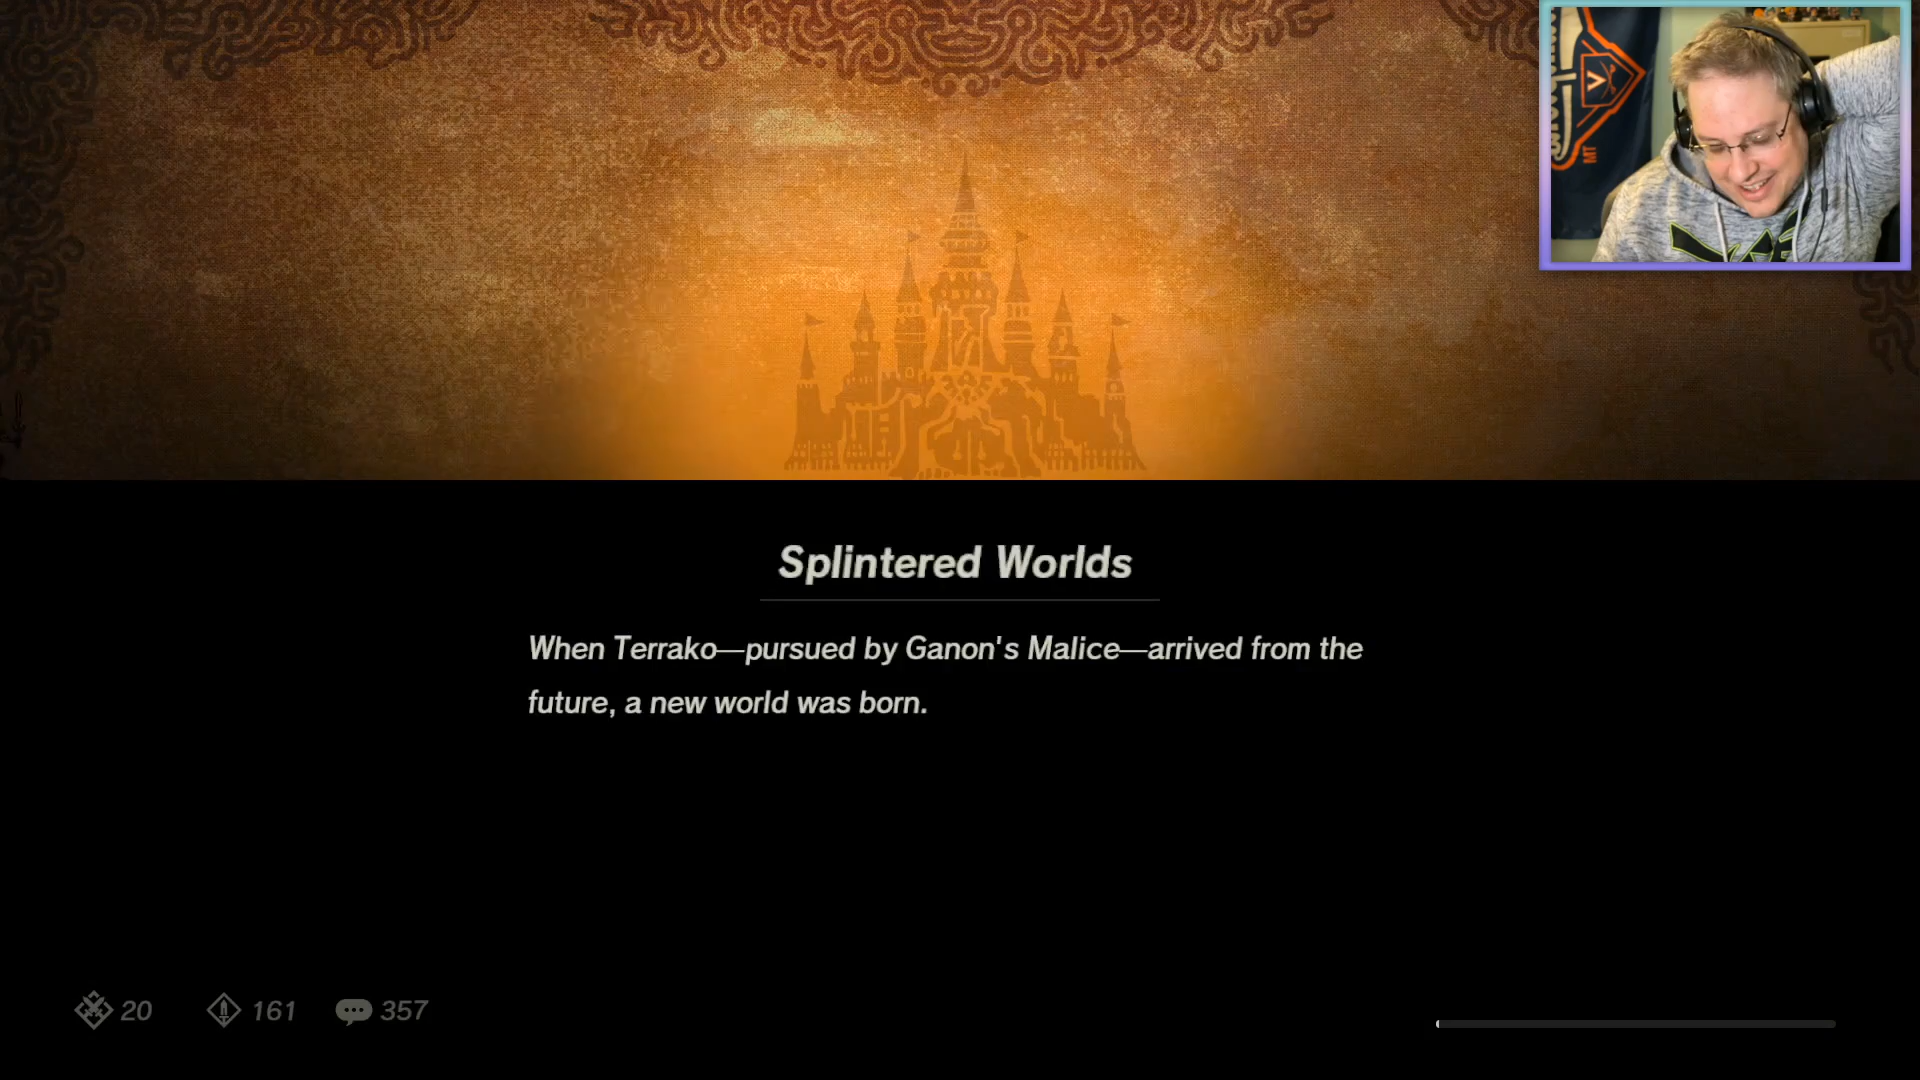 V
MT
Splintered Worlds
When Terrako—pursued by Ganon's Malice—arrived from the
future, a new world was born.
20 161 357